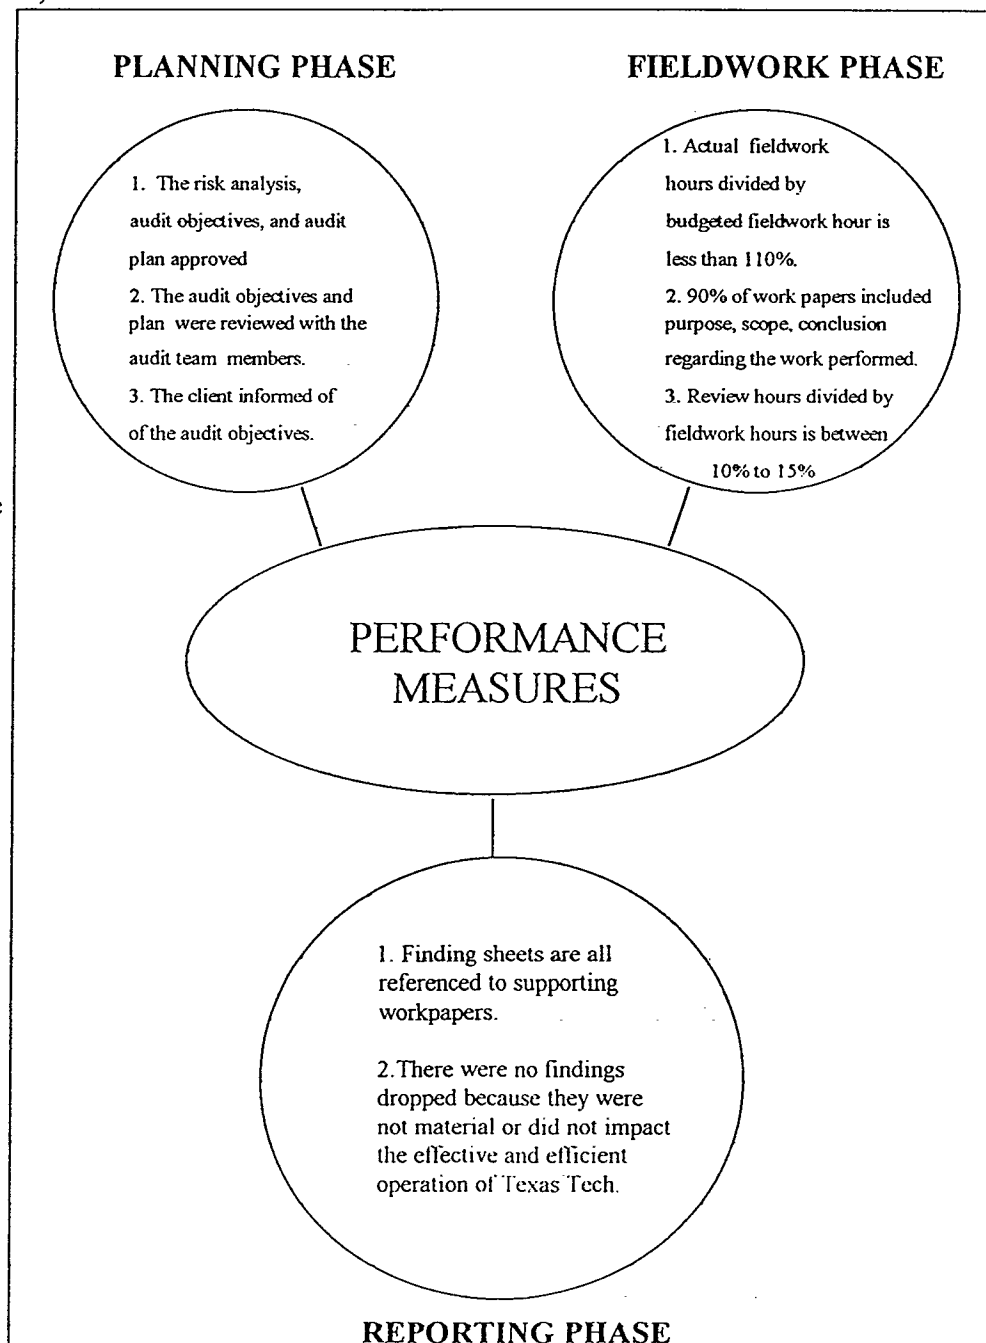 PLANNING PHASE
1. The risk analysis,
audit objectives, and audit
plan approved
2. The audit objectives and
plan were reviewed with the
audit team members.
3. The client informed of
of the audit objectives.
FIELDWORK PHASE
1. Actual fieldwork
hours divided by
budgeted fieldwork hour is
less than 110%.
2. 90% of work papers included
purpose, scope, conclusion
regarding the work performed.
3. Review hours divided by
fieldwork hours is between
10% to 15%
PERFORMANCE
MEASURES
1. Finding sheets are all
referenced to supporting
workpapers.
2.There were no findings
dropped because they were
not material or did not impact
the effective and efficient
operation of Texas Tech.
REPORTING PHASE